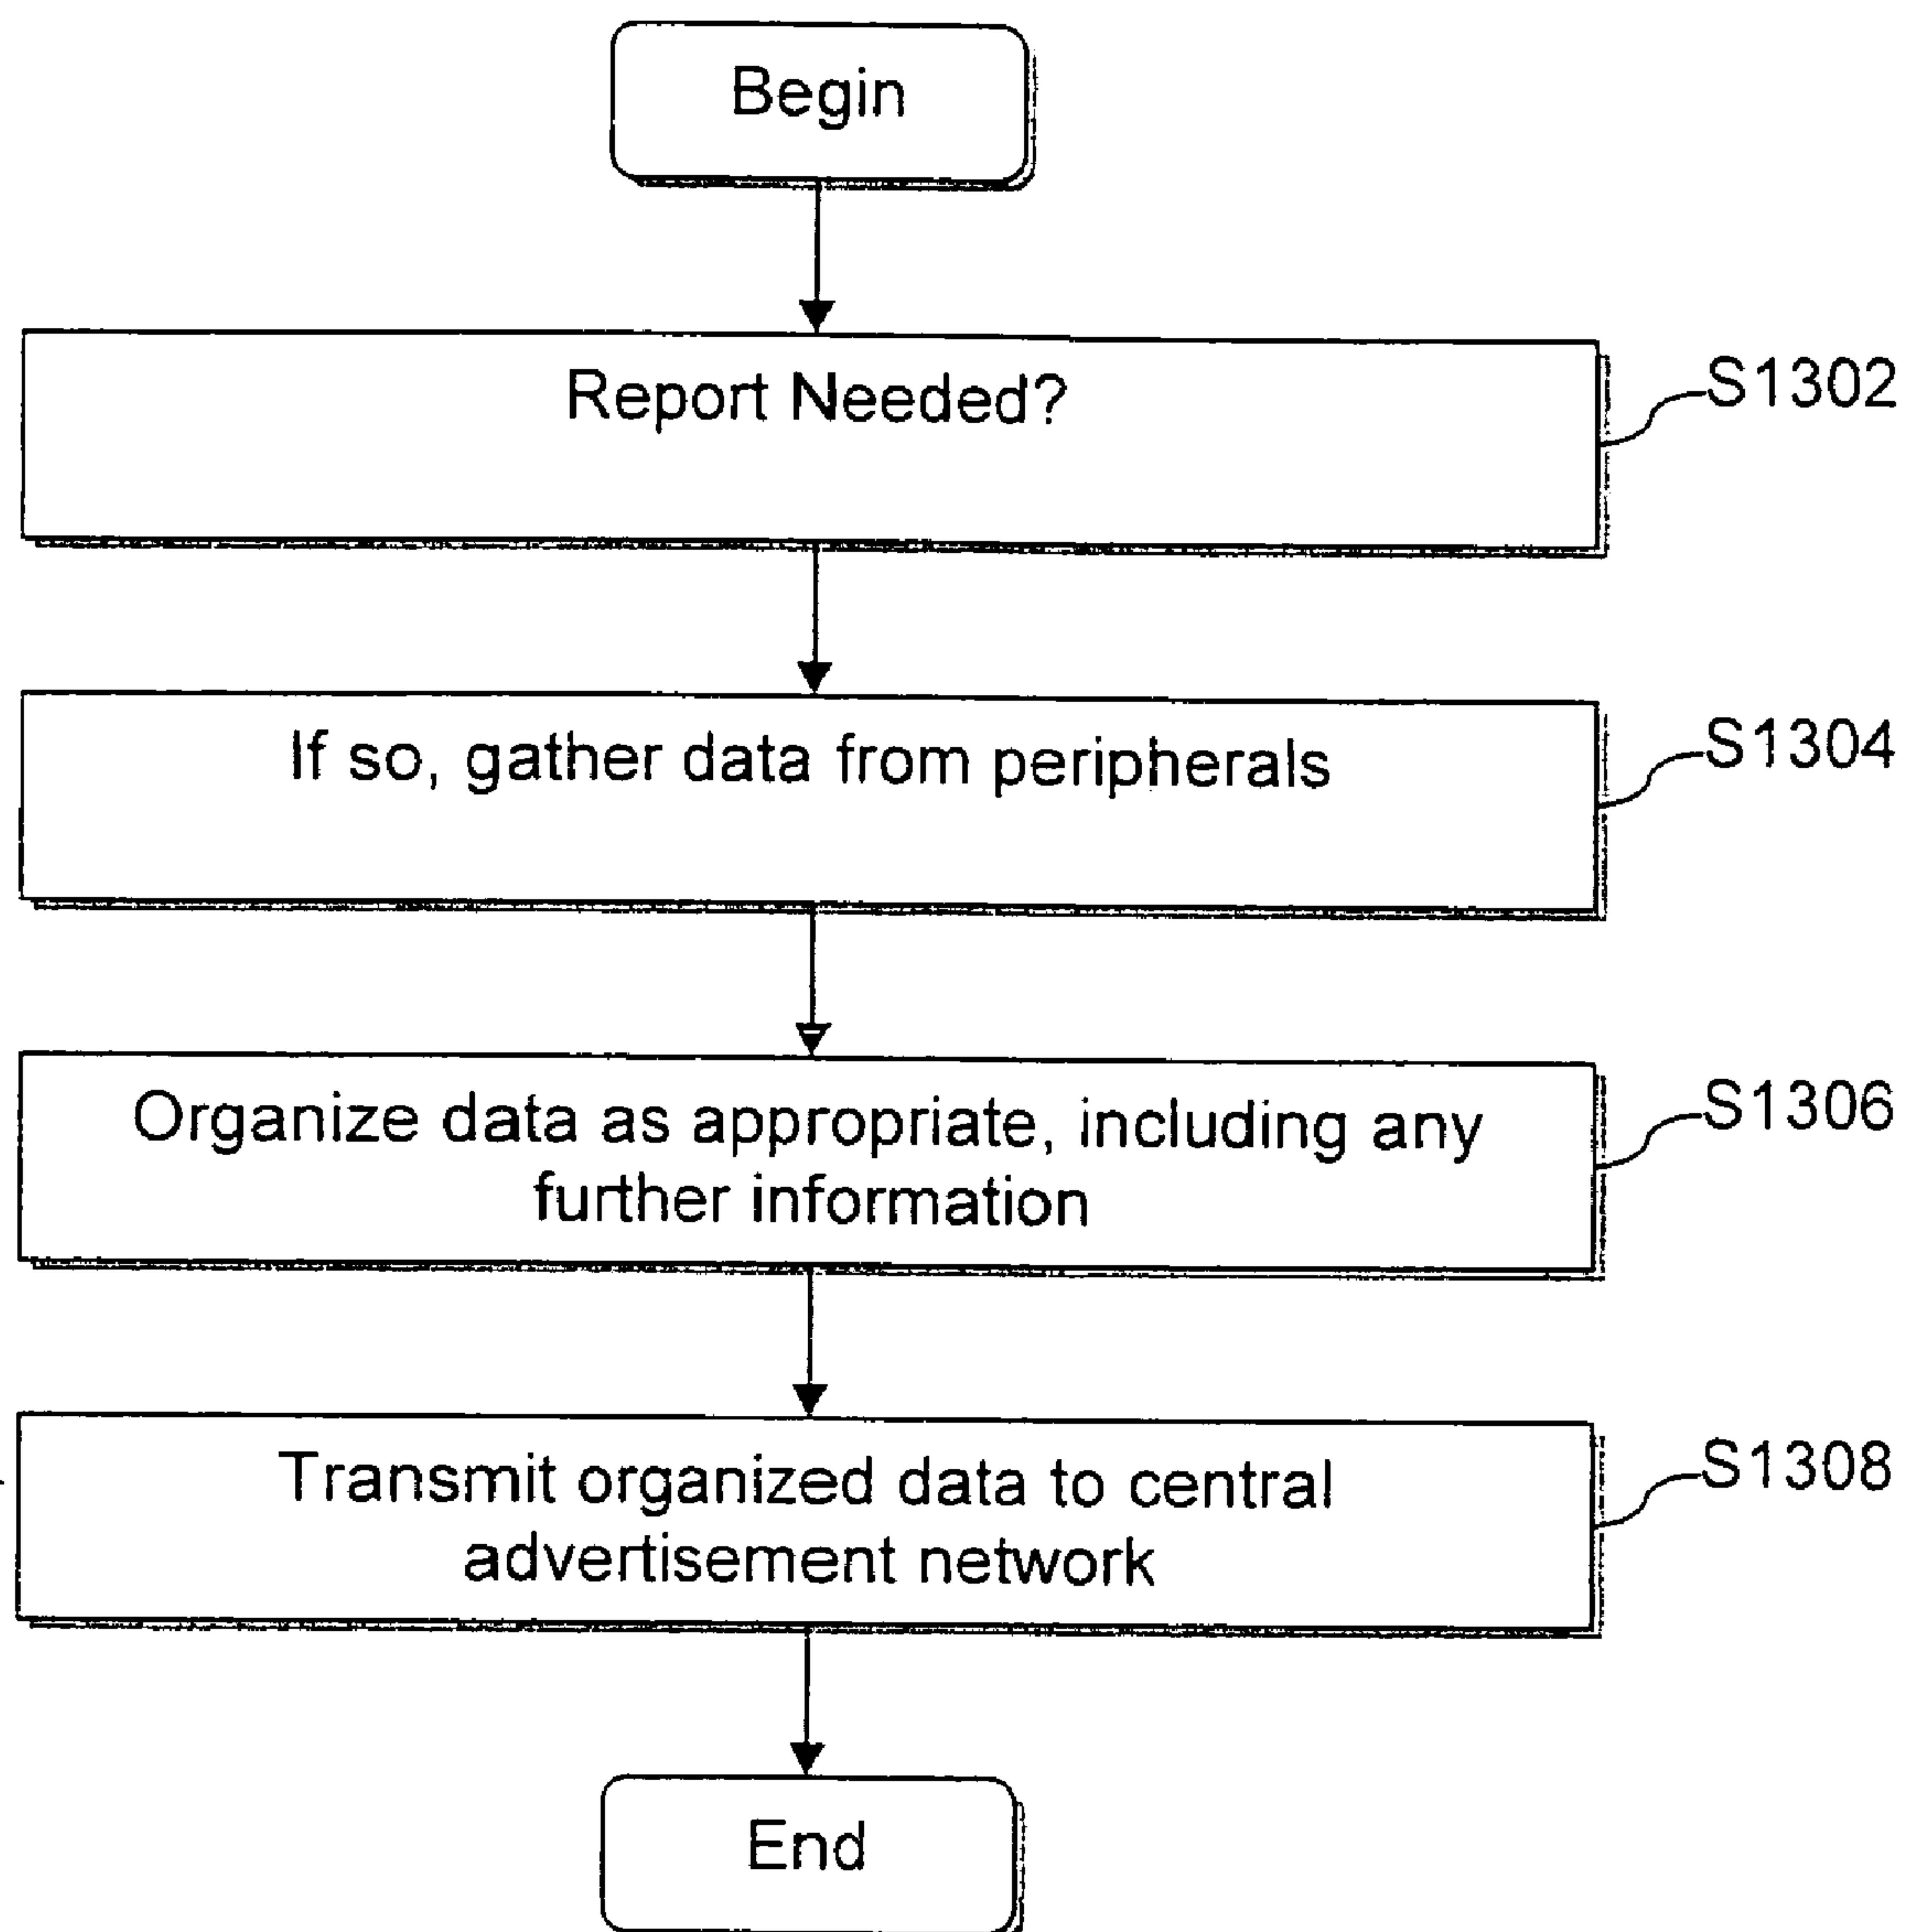 Begin
Report Needed?
S1302
If so, gather data from peripherals
S1304
Organize data as appropriate, including any
further information
S1306
Transmit organized data to central
advertisement network
S1308
End